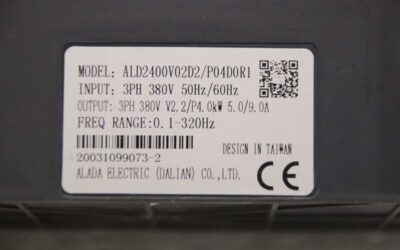 MODEL: ALD2400V02D2/P04D0R1
INPUT: 3PH 380V 50Hz/60Hz
OUTPUT: 3PH 380V V2.2/P4.0kW 5.0/9.0A
FREQ RANGE:0.1-320Hz
DESIGN IN TAIWAN
20031099073-2
ALADA ELECTRIC (DALIAN) CO.,LTD.
CE